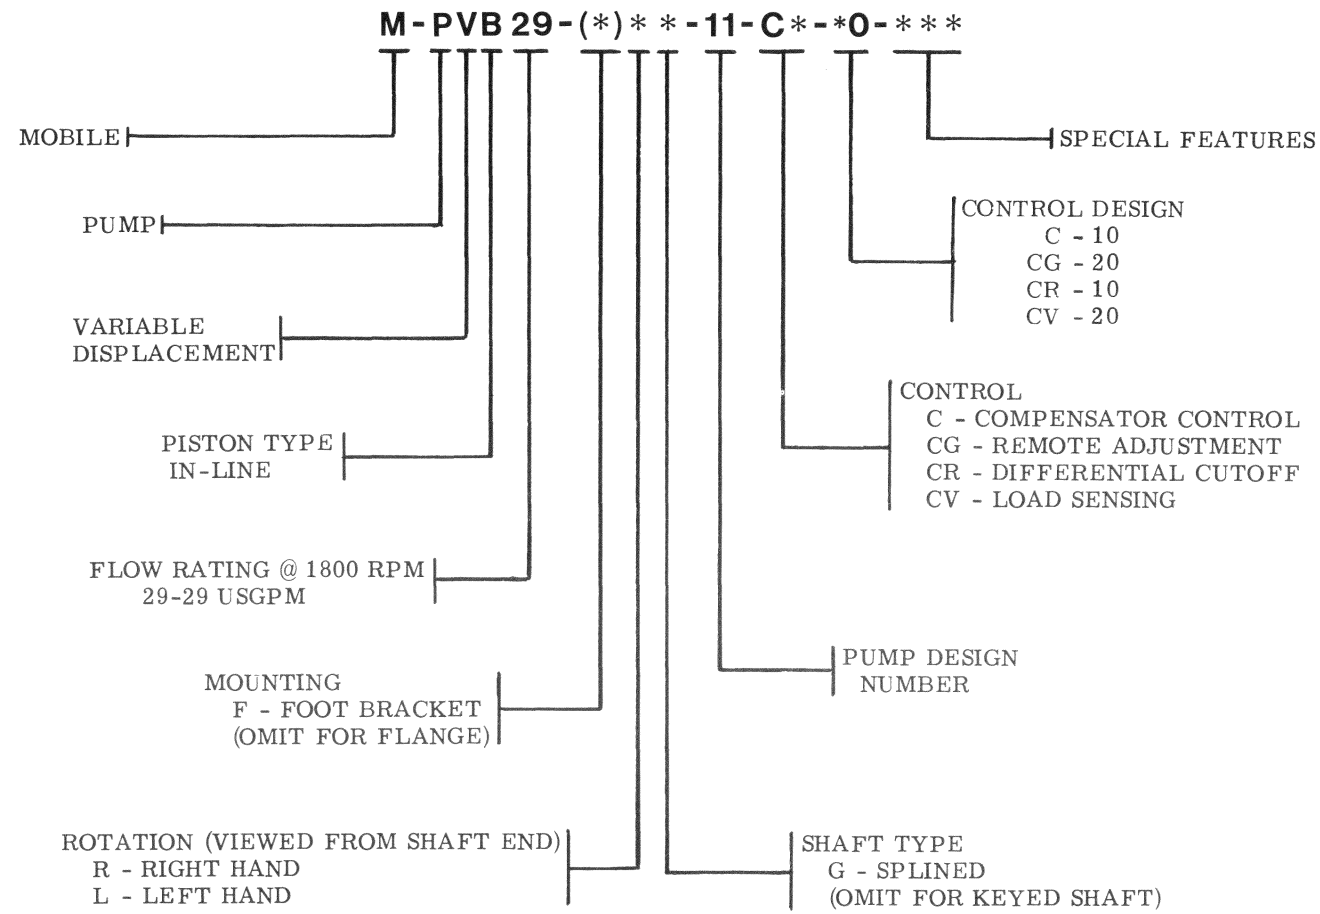 M-PVB29-(*)**-11-C*-*0-***
MOBILE
SPECIAL FEATURES
PUMP
CONTROL DESIGN
C - 10
CG - 20
CR - 10
CV - 20
VARIABLE
DISPLACEMENT
CONTROL
C - COMPENSATOR CONTROL
CG - REMOTE ADJUSTMENT
CR - DIFFERENTIAL CUTOFF
CV - LOAD SENSING
PISTON TYPE
IN-LINE
FLOW RATING @ 1800 RPM
29-29 USGPM
PUMP DESIGN
NUMBER
MOUNTING
F - FOOT BRACKET
(OMIT FOR FLANGE)
ROTATION (VIEWED FROM SHAFT END)
R - RIGHT HAND
L - LEFT HAND
SHAFT TYPE
G - SPLINED
(OMIT FOR KEYED SHAFT)